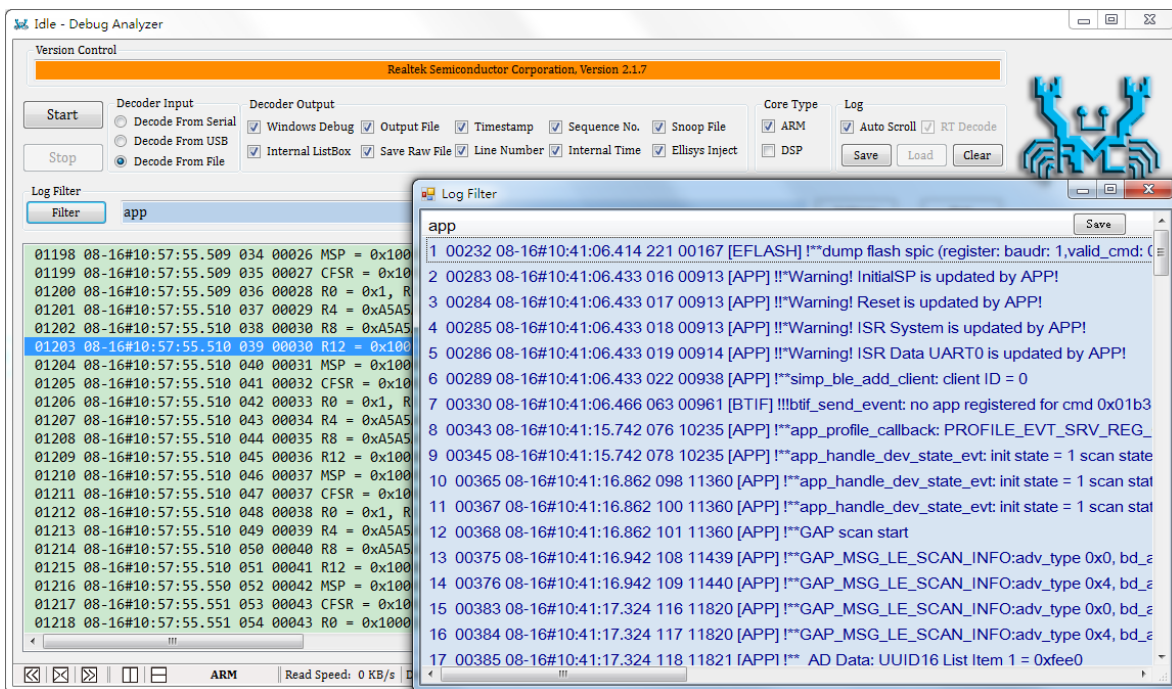 Idle - Debug Analyzer
Version Control
Realtek Semiconductor Corporation, Version 2.1.7
Start
Stop
Decoder Input
Decode From Serial
Decode From USB
Decode From File
Decoder Output
Windows Debug Output File Timestamp Sequence No. Snoop File
Internal ListBox Save Raw File Line Number Internal Time Ellisys Inject
Core Type
ARM
DSP
Log
Auto Scroll RT Decode
Save Load Clear
Log Filter
Filter app
01198 08-16#10:57:55.509 034 00026 MSP = 0x100
01199 08-16#10:57:55.509 035 00027 CFSR = 0x10
01200 08-16#10:57:55.509 036 00028 R0 = 0x1, R
01201 08-16#10:57:55.510 037 00029 R4 = 0xA5A5
01202 08-16#10:57:55.510 038 00030 R8 = 0xA5A5
01203 08-16#10:57:55.510 039 00030 R12 = 0x100
01204 08-16#10:57:55.510 040 00031 MSP = 0x100
01205 08-16#10:57:55.510 041 00032 CFSR = 0x10
01206 08-16#10:57:55.510 042 00033 R0 = 0x1, R
01207 08-16#10:57:55.510 043 00034 R4 = 0xA5A5
01208 08-16#10:57:55.510 044 00035 R8 = 0xA5A5
01209 08-16#10:57:55.510 045 00036 R12 = 0x100
01210 08-16#10:57:55.510 046 00037 MSP = 0x100
01211 08-16#10:57:55.510 047 00037 CFSR = 0x10
01212 08-16#10:57:55.510 048 00038 R0 = 0x1, R
01213 08-16#10:57:55.510 049 00039 R4 = 0xA5A5
01214 08-16#10:57:55.510 050 00040 R8 = 0xA5A5
01215 08-16#10:57:55.510 051 00041 R12 = 0x100
01216 08-16#10:57:55.550 052 00042 MSP = 0x100
01217 08-16#10:57:55.551 053 00043 CFSR = 0x10
01218 08-16#10:57:55.551 054 00043 R0 = 0x1000
ARM Read Speed: 0 KB/s
Log Filter
app
Save
1 00232 08-16#10:41:06.414 221 00167 [EFLASH] !**dump flash spic (register: baudr: 1,valid_cmd:
2 00283 08-16#10:41:06.433 016 00913 [APP] !!*Warning! InitialSP is updated by APP!
3 00284 08-16#10:41:06.433 017 00913 [APP] !!*Warning! Reset is updated by APP!
4 00285 08-16#10:41:06.433 018 00913 [APP] !!*Warning! ISR System is updated by APP!
5 00286 08-16#10:41:06.433 019 00914 [APP] !!*Warning! ISR Data UART0 is updated by APP!
6 00289 08-16#10:41:06.433 022 00938 [APP] !**simp_ble_add_client: client ID = 0
7 00330 08-16#10:41:06.466 063 00961 [BTIF] !!!btif_send_event: no app registered for cmd 0x01b3
8 00343 08-16#10:41:15.742 076 10235 [APP] !**app_profile_callback: PROFILE_EVT_SRV_REG_
9 00345 08-16#10:41:15.742 078 10235 [APP] !**app_handle_dev_state_evt: init state = 1 scan state
10 00365 08-16#10:41:16.862 098 11360 [APP] !**app_handle_dev_state_evt: init state = 1 scan stat
11 00367 08-16#10:41:16.862 100 11360 [APP] !**app_handle_dev_state_evt: init state = 1 scan stat
12 00368 08-16#10:41:16.862 101 11360 [APP] !**GAP scan start
13 00375 08-16#10:41:16.942 108 11439 [APP] !**GAP_MSG_LE_SCAN_INFO:adv_type 0x0, bd_a
14 00376 08-16#10:41:16.942 109 11440 [APP] !**GAP_MSG_LE_SCAN_INFO:adv_type 0x4, bd_a
15 00383 08-16#10:41:17.324 116 11820 [APP] !**GAP_MSG_LE_SCAN_INFO:adv_type 0x0, bd_a
16 00384 08-16#10:41:17.324 117 11820 [APP] !**GAP_MSG_LE_SCAN_INFO:adv_type 0x4, bd_a
17 00385 08-16#10:41:17.324 118 11821 [APP] !** AD Data: UUID16 List Item 1 = 0xfee0